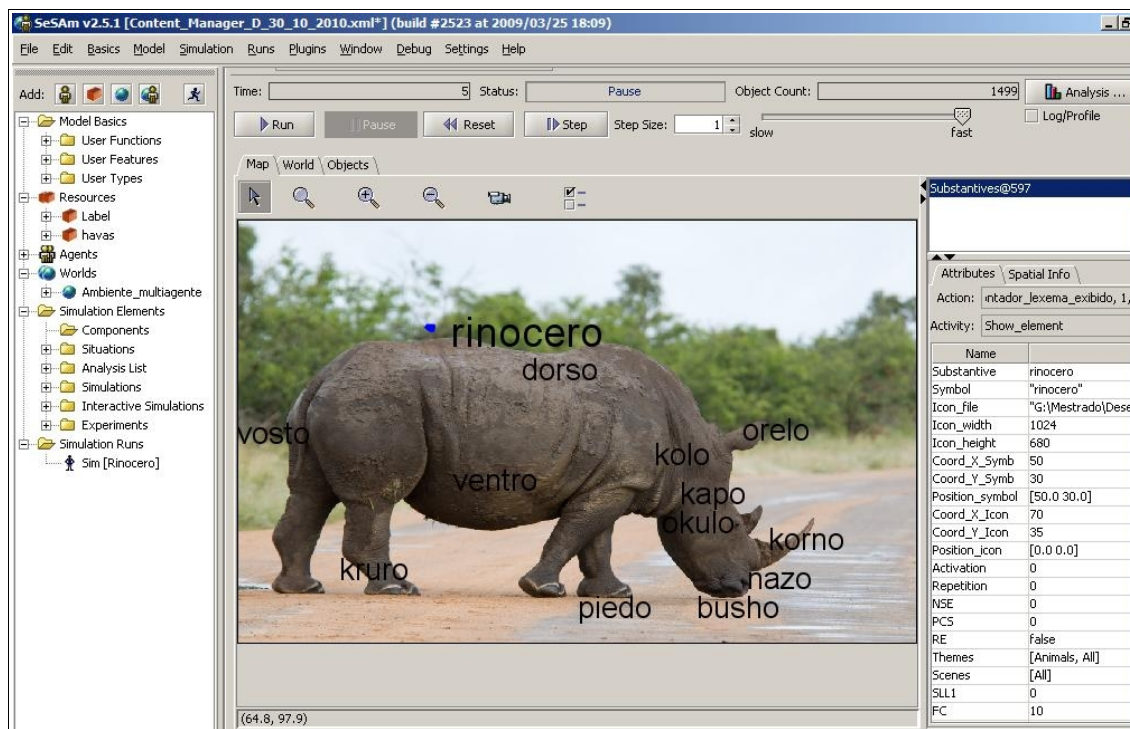 SeSAm v2.5.1 [Content_Manager_D_30_10_2010.xml*] (build #2523 at 2009/03/25 18:09)
File Edit Basics Model Simulation Runs Plugins Window Debug Settings Help
Add:
Model Basics
User Functions
User Features
User Types
Resources
Label
havas
Agents
Worlds
Ambiente_multiagente
Simulation Elements
Components
Situations
Analysis List
Simulations
Interactive Simulations
Experiments
Simulation Runs
Sim [Rinocero]
Time: 5 Status: Pause Object Count: 1499 Analysis ...
Run Pause Reset Step Step Size: 1 slow fast Log/Profile
Map World Objects
rinocero
dorso
vosto
orelo
kolo
ventro
kapo
okulo
korno
kruro
nazo
piedo
busho
(64.8, 97.9)
Substantives@597
Attributes Spatial Info
Action: ntador_lexema_exibido, 1,
Activity: Show_element
Name
Substantive rinocero
Symbol "rinocero"
Icon_file "G:\Mestrado\Dese
Icon_width 1024
Icon_height 680
Coord_X_Symb 50
Coord_Y_Symb 30
Position_symbol [50.0 30.0]
Coord_X_Icon 70
Coord_Y_Icon 35
Position_icon [0.0 0.0]
Activation 0
Repetition 0
NSE 0
PCS 0
RE false
Themes [Animals, All]
Scenes [All]
SLL1 0
FC 10